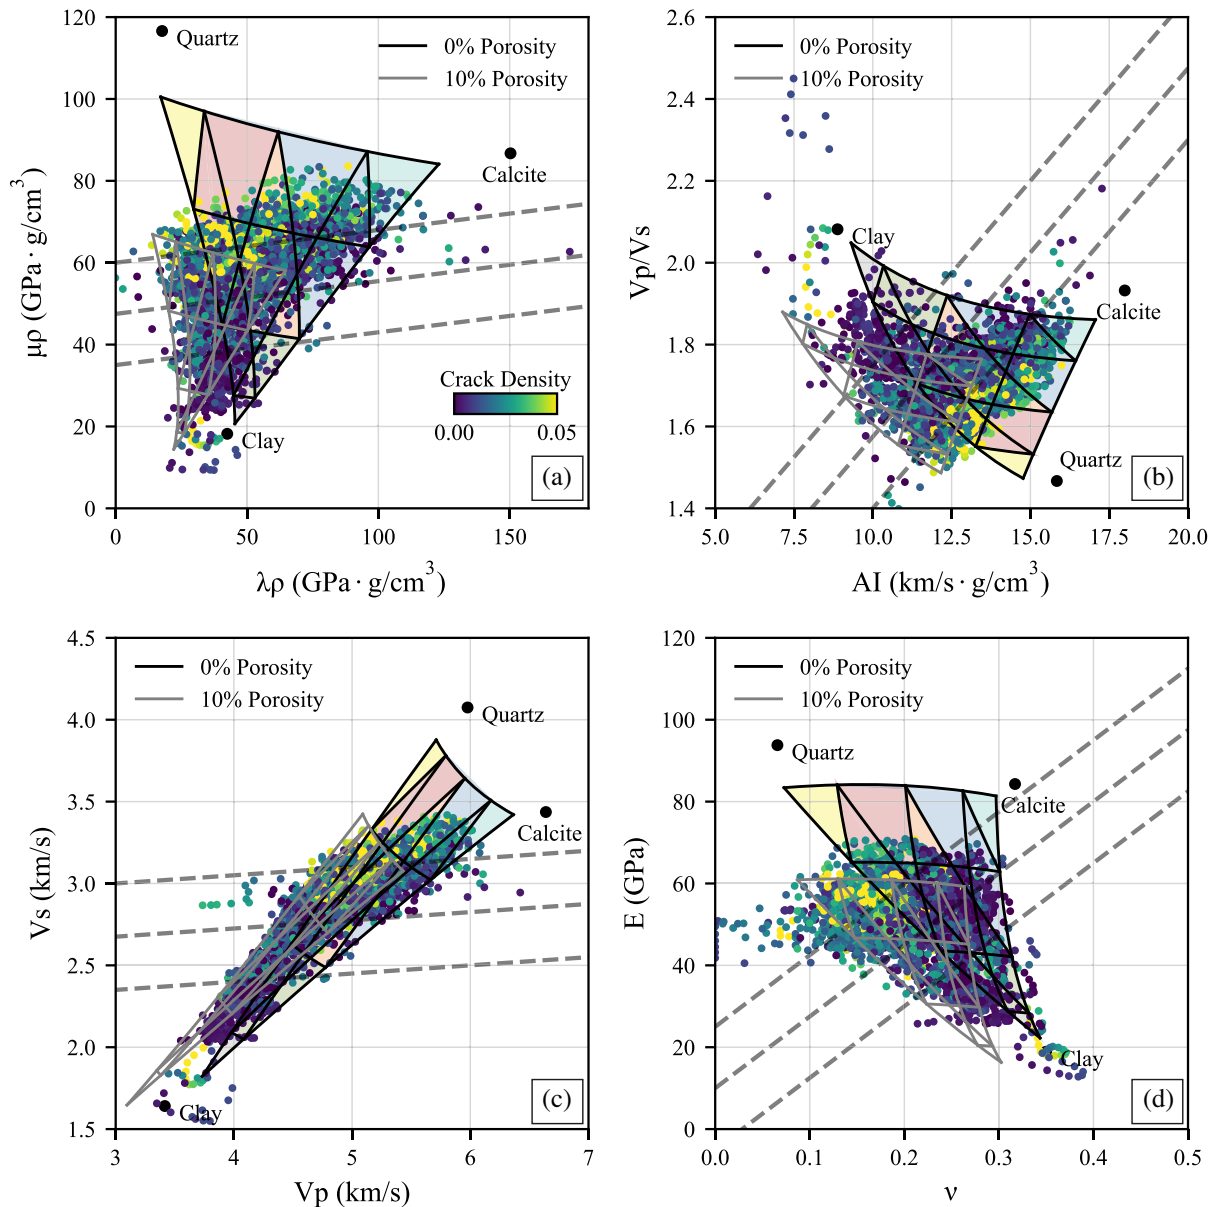 120
100
80
60
40
20
0
0
50
100
150
μρ (GPa · g/cm³)
λρ (GPa · g/cm³)
Quartz
0% Porosity
10% Porosity
Calcite
Crack Density
0.00
0.05
Clay
(a)
2.6
2.4
2.2
2.0
1.8
1.6
1.4
5.0
7.5
10.0
12.5
15.0
17.5
20.0
Vp/Vs
AI (km/s · g/cm³)
0% Porosity
10% Porosity
Clay
Calcite
Quartz
(b)
4.5
4.0
3.5
3.0
2.5
2.0
1.5
3
4
5
6
7
Vs (km/s)
Vp (km/s)
0% Porosity
10% Porosity
Quartz
Calcite
Clay
(c)
120
100
80
60
40
20
0
0.0
0.1
0.2
0.3
0.4
0.5
E (GPa)
ν
0% Porosity
10% Porosity
Quartz
Calcite
Clay
(d)